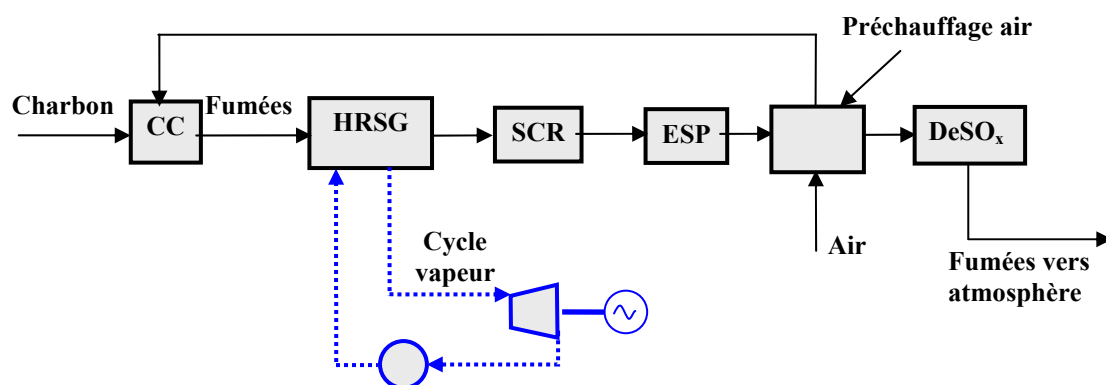 Préchauffage air
Charbon
Fumées
CC
HRSG
SCR
ESP
DeSOₓ
Cycle
vapeur
Air
Fumées vers
atmosphère